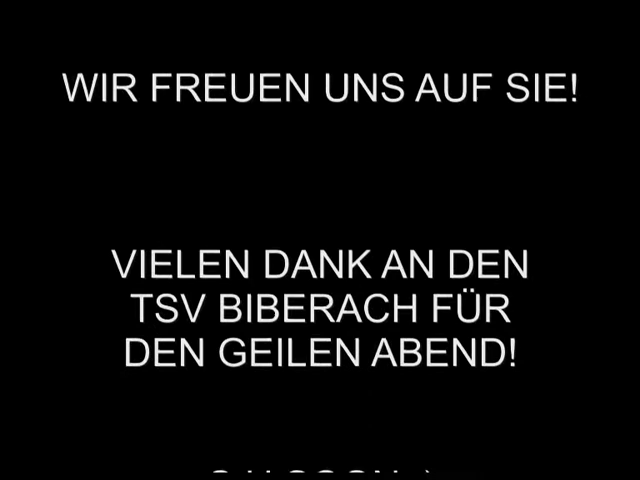 WIR FREUEN UNS AUF SIE!
VIELEN DANK AN DEN
TSV BIBERACH FÜR
DEN GEILEN ABEND!